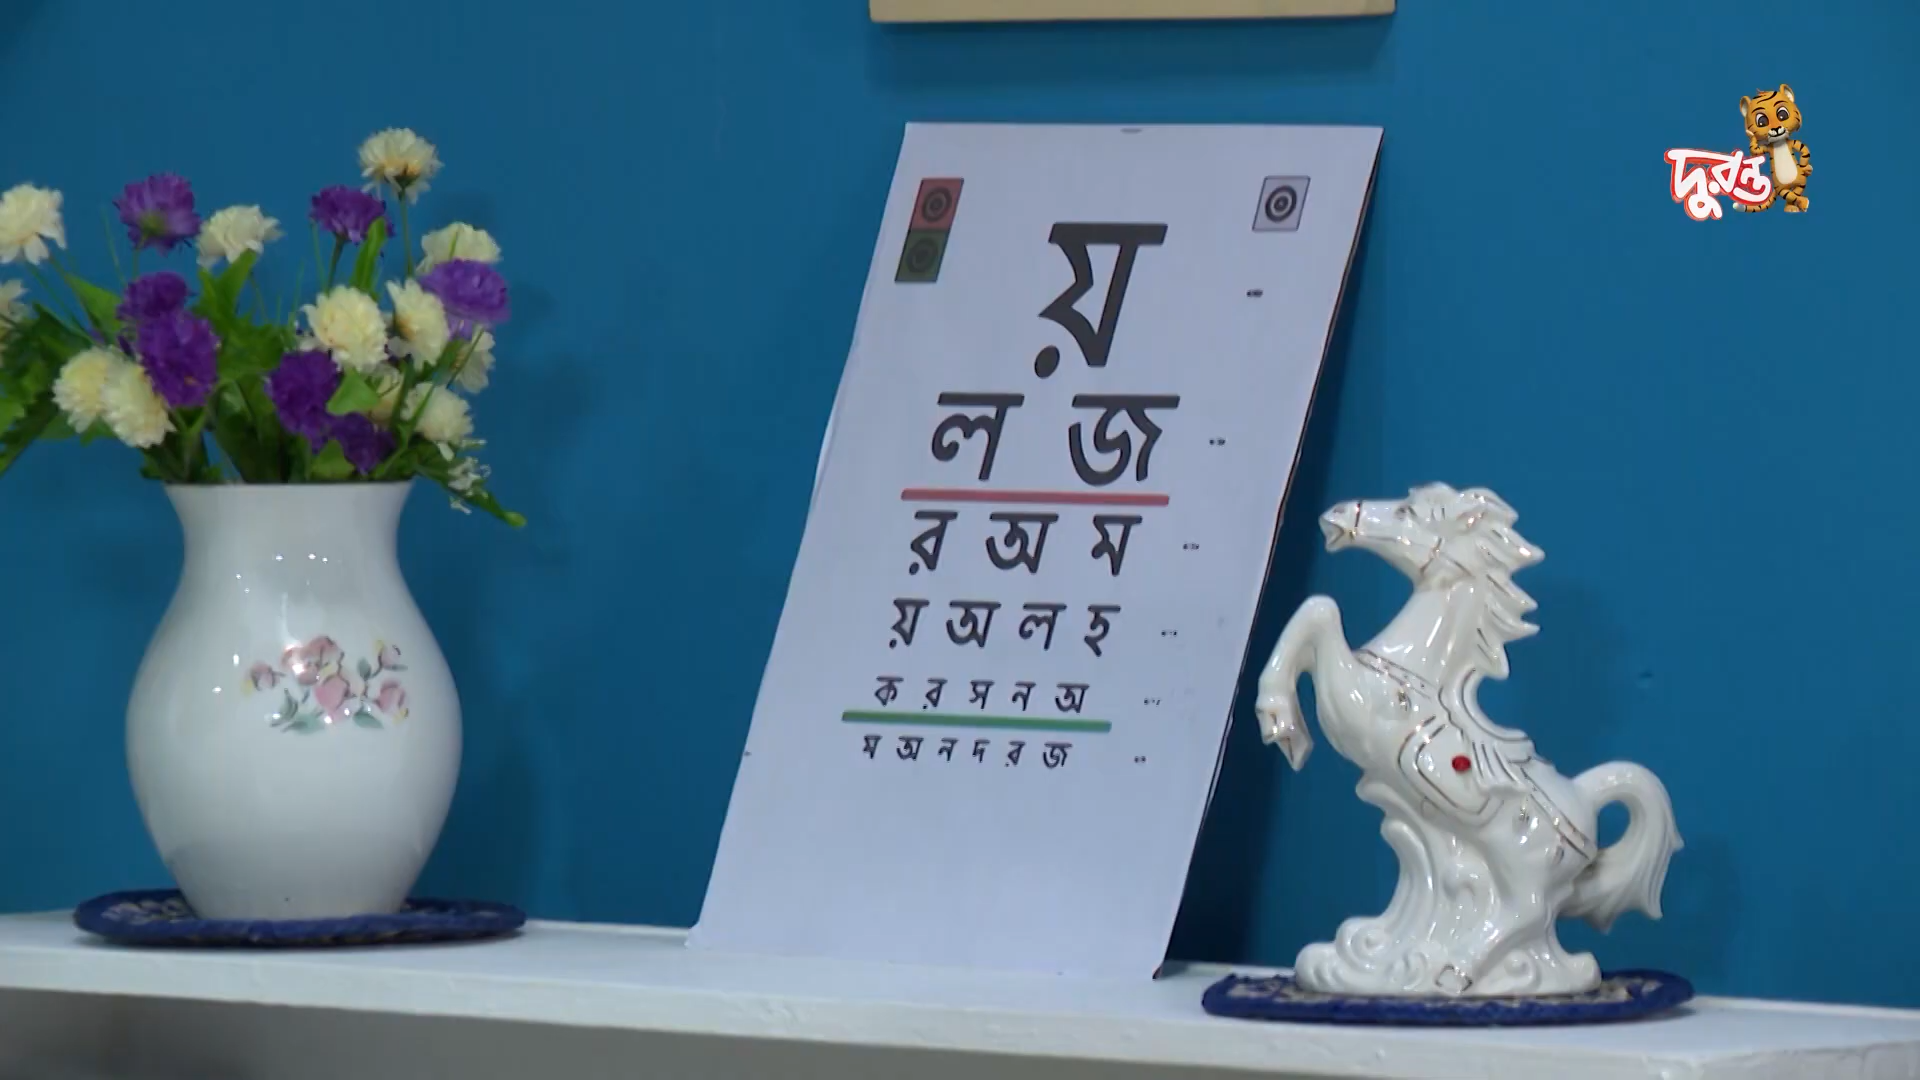 দুরন্ত
য়
ল জ
র অ ম
য় অ ল হ
ক র স ন অ
ম অ ন দ র জ